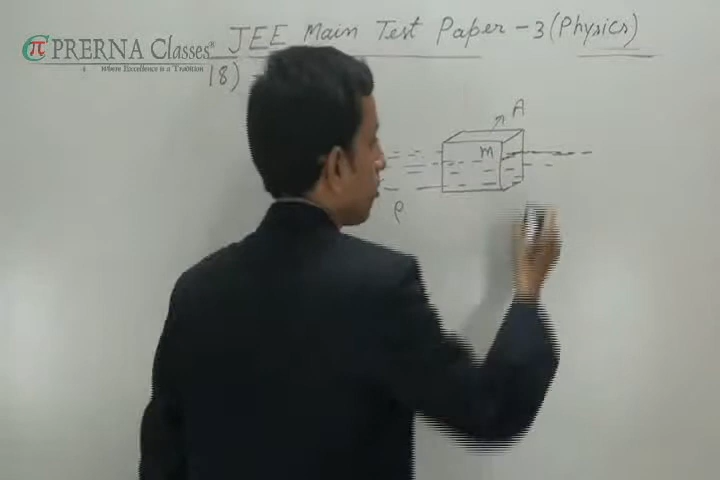 JEE Main Test Paper - 3 (Physics)
π PRERNA Classes®
Where Excellence is a Tradition
18)
A
m
ρ